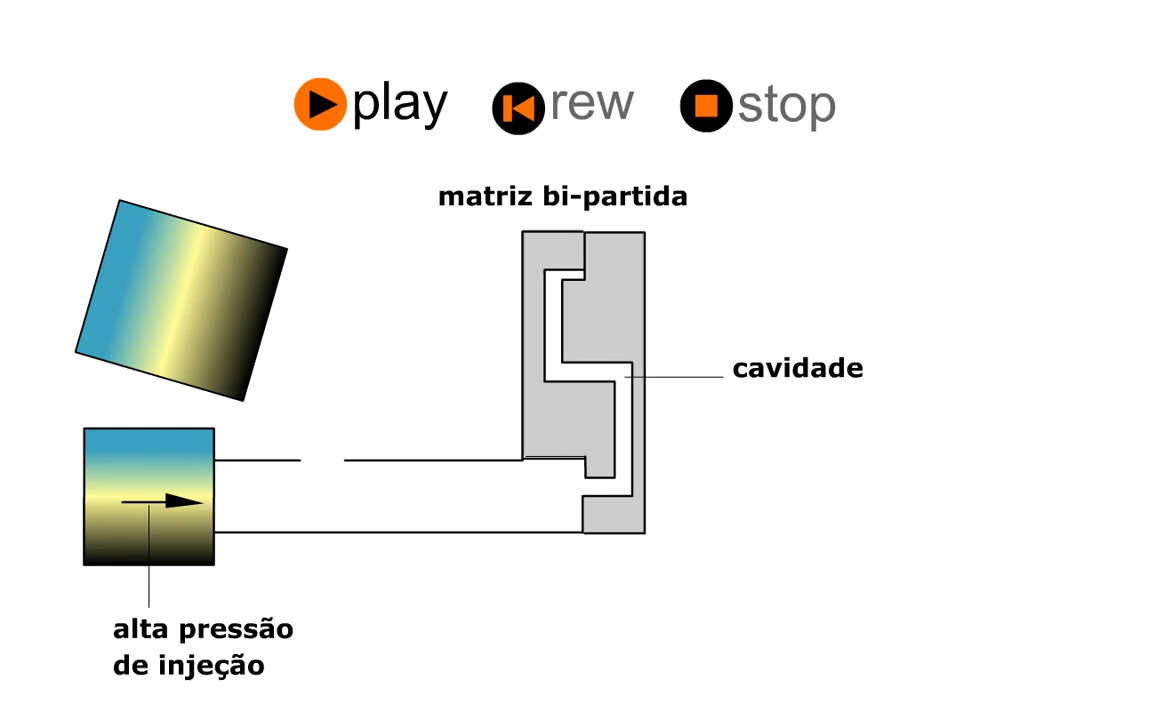 play rew stop
matriz bi-partida
cavidade
alta pressão
de injeção